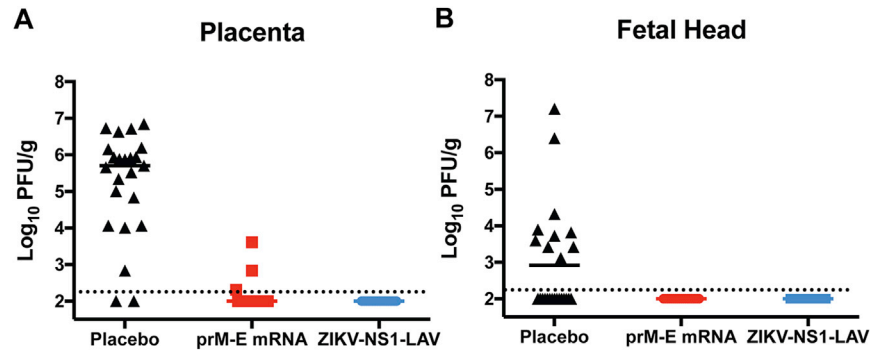 A
Placenta
8
7
6
5
4
3
2
Log10 PFU/g
Placebo prM-E mRNA ZIKV-NS1-LAV
B
Fetal Head
8
7
6
5
4
3
2
Log10 PFU/g
Placebo prM-E mRNA ZIKV-NS1-LAV